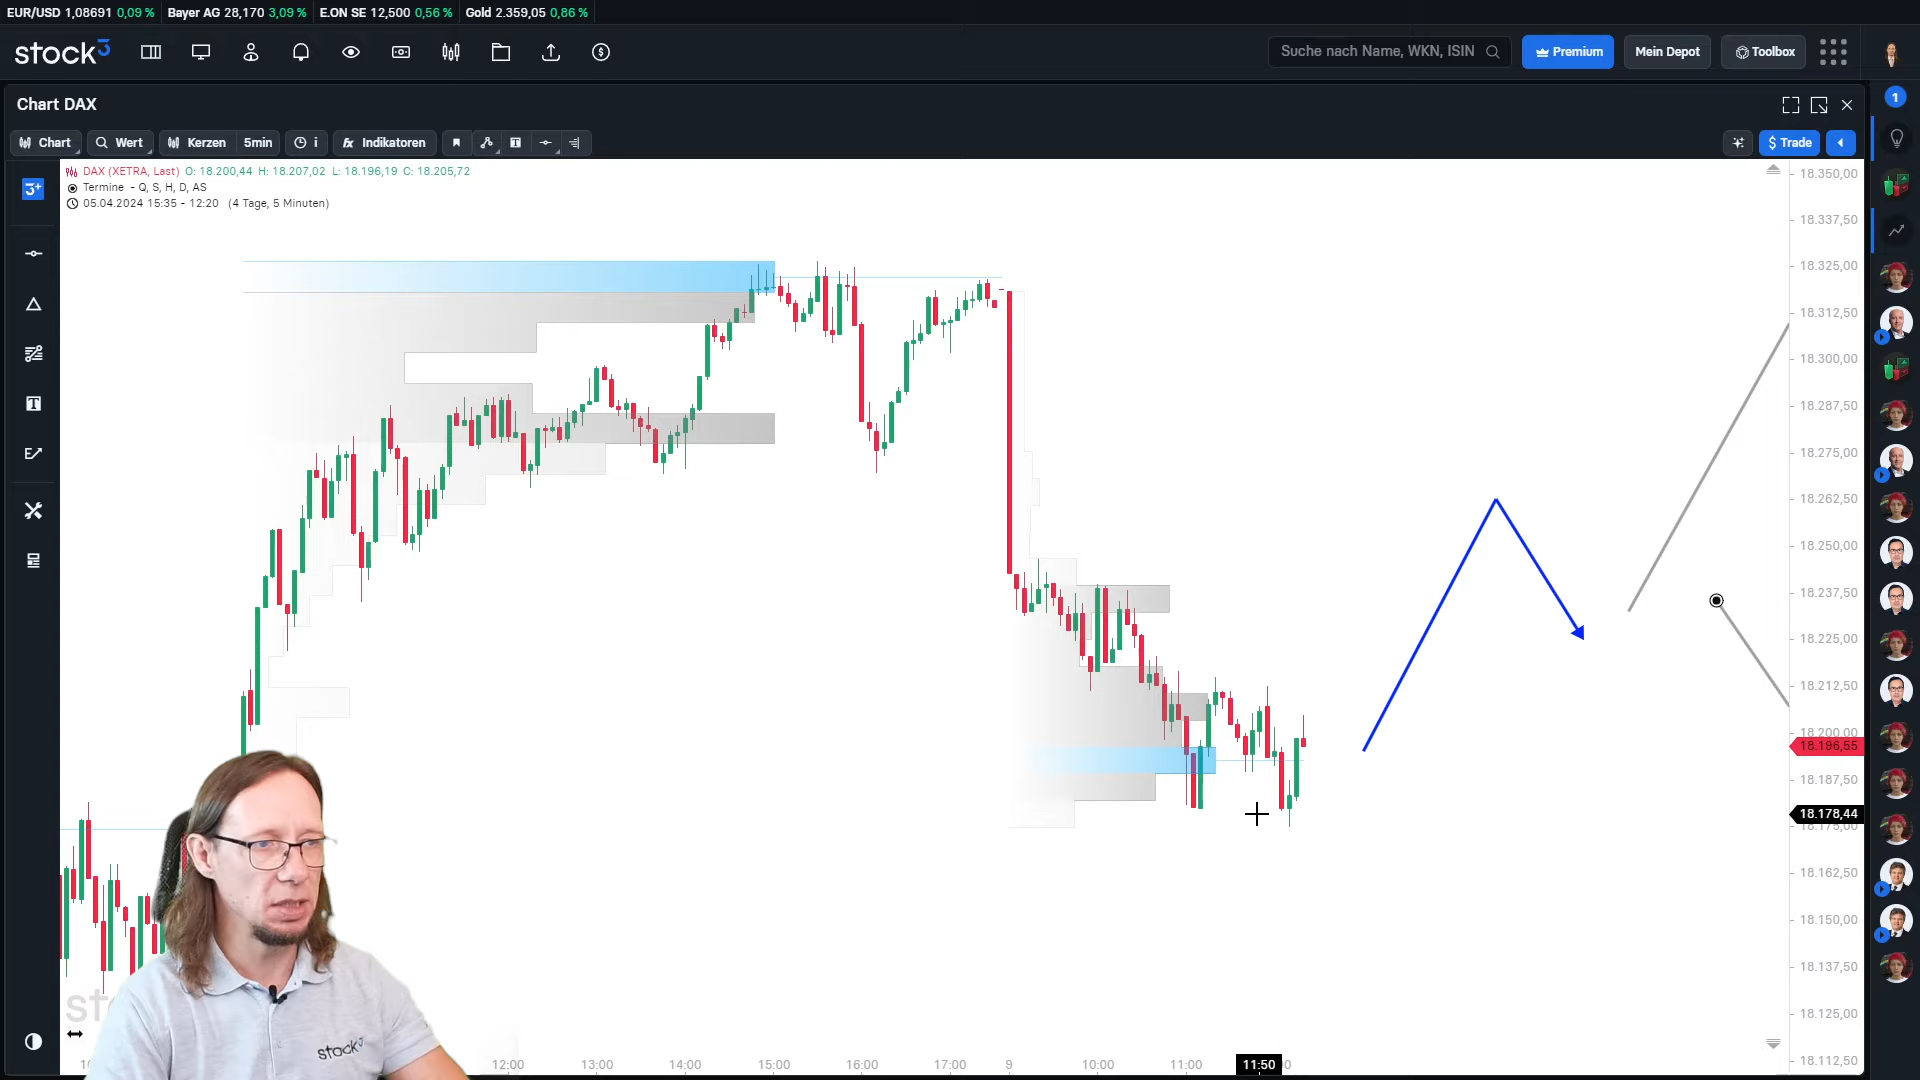 EUR/USD 1,08691 0,09 % Bayer AG 28,170 3,09 % E.ON SE 12,500 0,56 % Gold 2.359,05 0,86 %
stock3 Suche nach Name, WKN, ISIN Premium Mein Depot Toolbox
Chart DAX
1
Chart Wert Kerzen 5min i fx Indikatoren T $ Trade
DAX (XETRA, Last) O: 18.200,44 H: 18.207,02 L: 18.196,19 C: 18.205,72
Termine - Q, S, H, D, AS
05.04.2024 15:35 - 12:20 (4 Tage, 5 Minuten)
3+
T
18.350,00
18.337,50
18.325,00
18.312,50
18.300,00
18.287,50
18.275,00
18.262,50
18.250,00
18.237,50
18.225,00
18.212,50
18.200,00
18.196,55
18.187,50
18.178,44
18.175,00
18.162,50
18.150,00
18.137,50
18.125,00
18.112,50
stock3
12:00 13:00 14:00 15:00 16:00 17:00 9 10:00 11:00 11:50